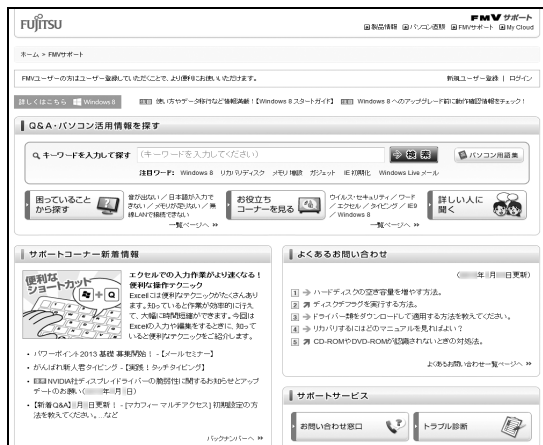 FUJITSU
FMV サポート
製品情報 パソコン直販 FMVサポート My Cloud
ホーム > FMVサポート
FMVユーザーの方はユーザー登録していただくことで、より便利にお使いいただけます。
新規ユーザー登録 | ログイン
詳しくはこちら Windows 8
使い方やデータ移行など情報満載！【Windows 8 スタートガイド】
Windows 8 へのアップグレード前に動作確認情報をチェック！
Q&A・パソコン活用情報を探す
キーワードを入力して探す (キーワードを入力してください) 検索
パソコン用語集
注目ワード: Windows 8 リカバリディスク メモリ増設 ガジェット IE 初期化 Windows Live メール
困っていることから探す
音が出ない／日本語が入力できない／メモリが足りない／無線LANで接続できない
一覧ページへ
お役立ちコーナーを見る
ウイルス・セキュリティ／ワード／エクセル／タイピング／IE9／Windows 8
一覧ページへ
詳しい人に聞く
サポートコーナー新着情報
便利なショートカット
+ Q
エクセルでの入力作業がより速くなる！便利な操作テクニック
Excelには便利なテクニックがたくさんあります。知っていると作業が効率的に行えて、大幅に時間短縮ができます。今回はExcelの入力や編集をするときに、知っていると便利なテクニックをご紹介します。
・パワーポイント2013 基礎 募集開始！ -【メールセミナー】
・がんばれ新人君タイピング -【実践！タッチタイピング】
・NVIDIA社ディスプレイドライバーの脆弱性に関するお知らせとアップデートのお願い(年月日)
・【新着Q&A】月日更新！ - [マカフィー マルチアクセス] 初期設定の方法を教えてください。...など
バックナンバーへ
よくあるお問い合わせ
(年月日更新)
1 ハードディスクの空き容量を増やす方法。
2 ディスクデフラグを実行する方法。
3 ドライバー類をダウンロードして適用する方法を教えてください。
4 リカバリするにはどのマニュアルを見ればよい？
5 CD-ROMやDVD-ROMが認識されないときの対処法。
よくあるお問い合わせ一覧ページへ
サポートサービス
お問い合わせ窓口
トラブル診断